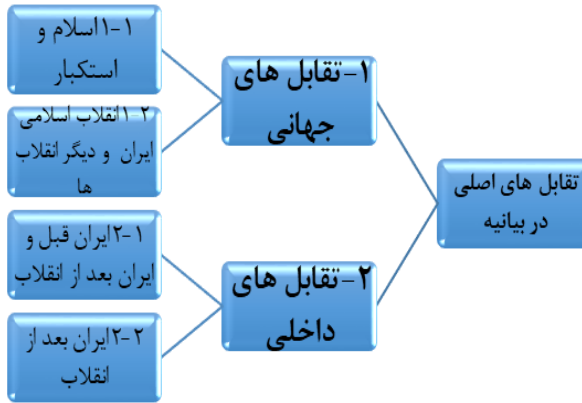 تقابل های اصلی
در بیانیه
۱-تقابل های
جهانی
۱-۱اسلام و
استکبار
۱-۲انقلاب اسلامی
ایران و دیگر انقلاب
ها
۲-تقابل های
داخلی
۲-۱ایران قبل و
ایران بعد از انقلاب
۲-۲ایران بعد از
انقلاب